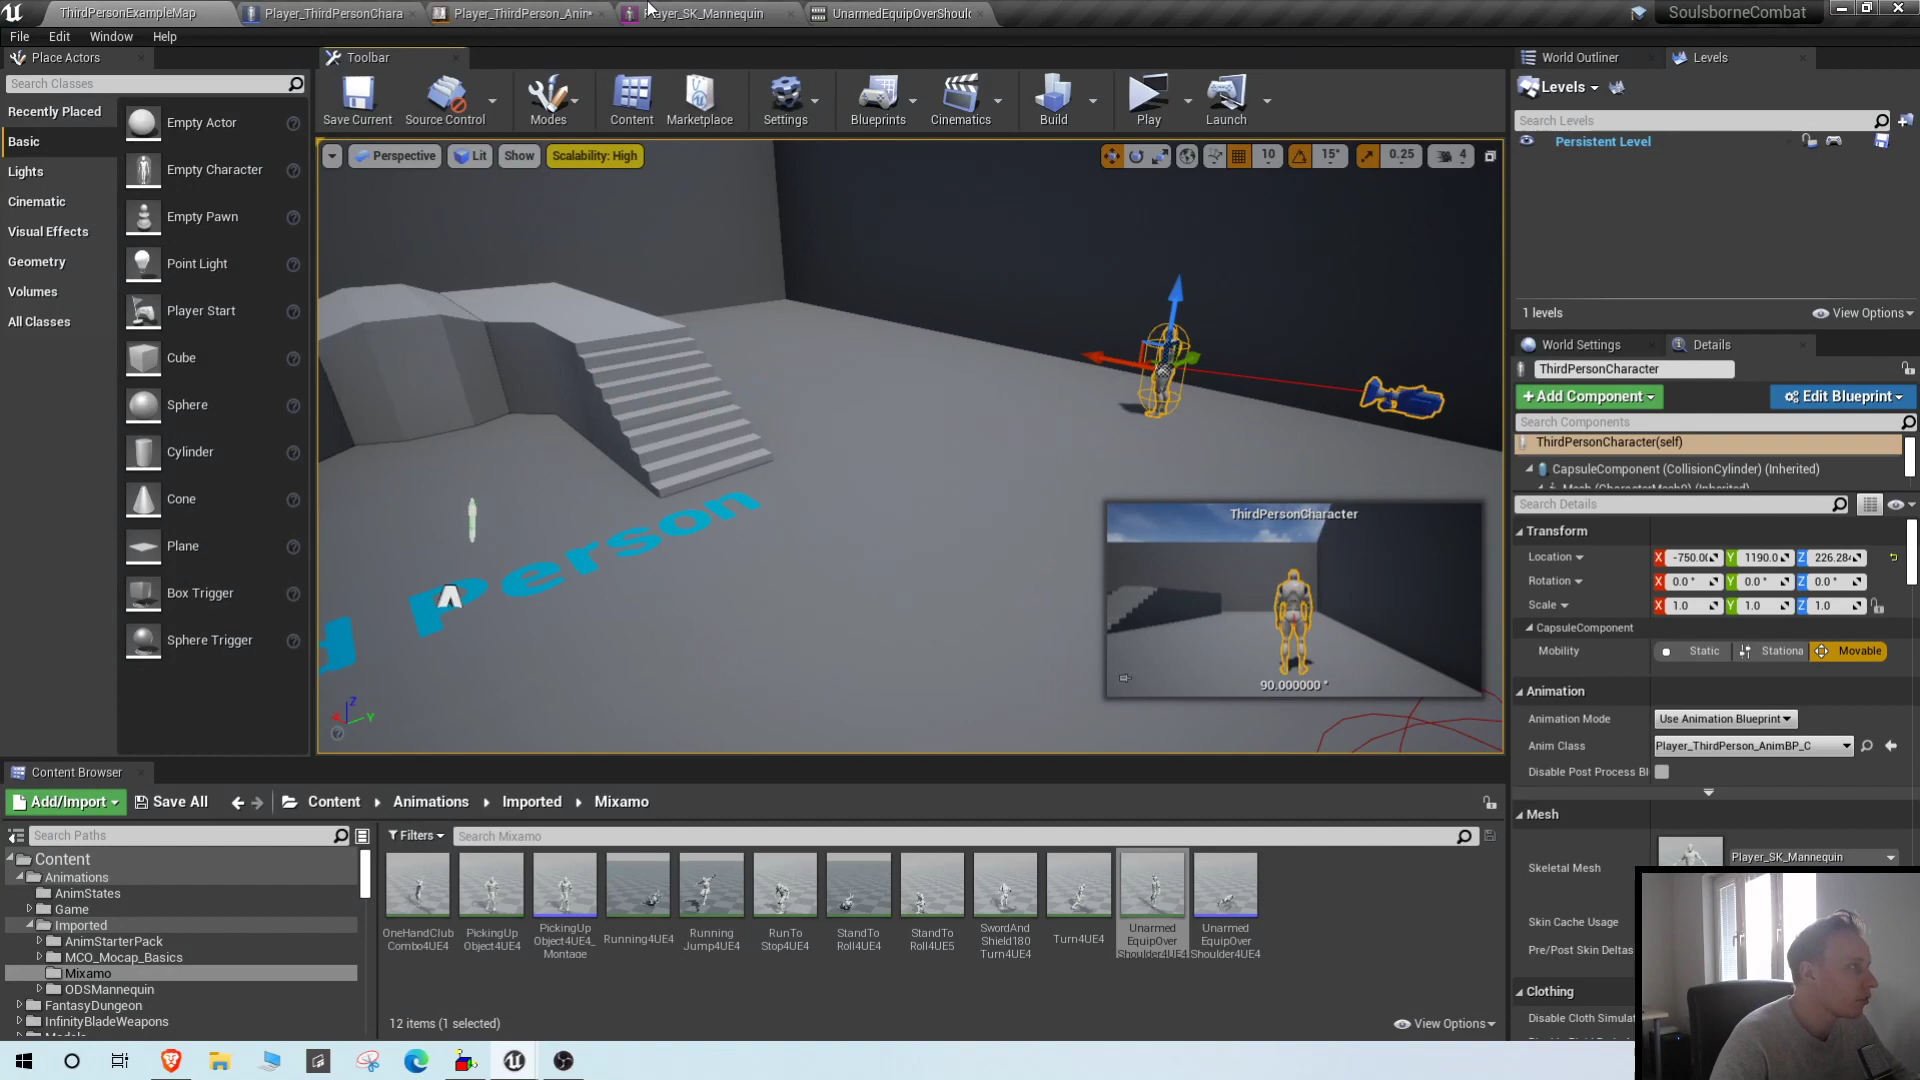 ThirdPersonExampleMap
Player_ThirdPersonChara
Player_ThirdPerson_Anim
Player_SK_Mannequin
UnarmedEquipOverShoul
SoulsborneCombat
File Edit Window Help
Place Actors
Search Classes
Recently Placed
Basic
Lights
Cinematic
Visual Effects
Geometry
Volumes
All Classes
Empty Actor
Empty Character
Empty Pawn
Point Light
Player Start
Cube
Sphere
Cylinder
Cone
Plane
Box Trigger
Sphere Trigger
Toolbar
Save Current
Source Control
Modes
Content
Marketplace
Settings
Blueprints
Cinematics
Build
Play
Launch
Perspective
Lit
Show
Scalability: High
10
15°
0.25
4
d Person
ThirdPersonCharacter
90.000000 °
X Y Z
World Outliner
Levels
Levels
Search Levels
Persistent Level
1 levels
View Options
World Settings
Details
ThirdPersonCharacter
+Add Component
Edit Blueprint
Search Components
ThirdPersonCharacter(self)
CapsuleComponent (CollisionCylinder) (Inherited)
Mesh (CharacterMesh0) (Inherited)
Search Details
Transform
Location X -750.0 Y 1190.0 Z 226.28
Rotation X 0.0 ° Y 0.0 ° Z 0.0 °
Scale X 1.0 Y 1.0 Z 1.0
CapsuleComponent
Mobility Static Stationa Movable
Animation
Animation Mode Use Animation Blueprint
Anim Class Player_ThirdPerson_AnimBP_C
Disable Post Process Bl
Mesh
Skeletal Mesh Player_SK_Mannequin
Skin Cache Usage
Pre/Post Skin Deltas
Clothing
Disable Cloth Simulat
Content Browser
Add/Import
Save All
Content
Animations
Imported
Mixamo
Search Paths
Filters
Search Mixamo
Content
Animations
AnimStates
Game
Imported
AnimStarterPack
MCO_Mocap_Basics
Mixamo
ODSMannequin
FantasyDungeon
InfinityBladeWeapons
OneHandClub
Combo4UE4
PickingUp
Object4UE4
PickingUp
Object4UE4_
Montage
Running4UE4
Running
Jump4UE4
RunTo
Stop4UE4
StandTo
Roll4UE4
StandTo
Roll4UE5
SwordAnd
Shield180
Turn4UE4
Turn4UE4
Unarmed
EquipOver
Shoulder4UE4
Unarmed
EquipOver
Shoulder4UE4
12 items (1 selected)
View Options